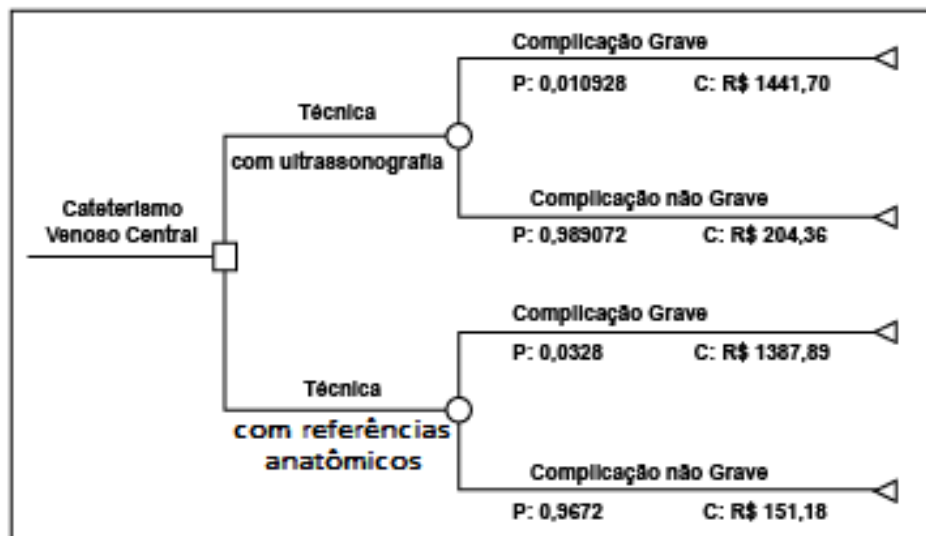 Complicação Grave
P: 0,010928 C: R$ 1441,70
Técnica
com ultrassonografia
Complicação não Grave
P: 0,989072 C: R$ 204,36
Cateterismo
Venoso Central
Complicação Grave
P: 0,0328 C: R$ 1387,89
Técnica
com referências
anatômicos
Complicação não Grave
P: 0,9672 C: R$ 151,18